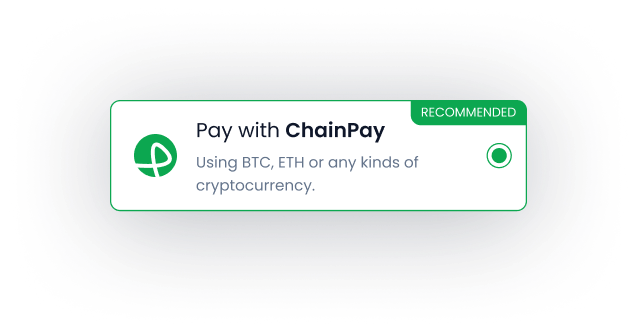 RECOMMENDED
Pay with ChainPay
Using BTC, ETH or any kinds of
cryptocurrency.